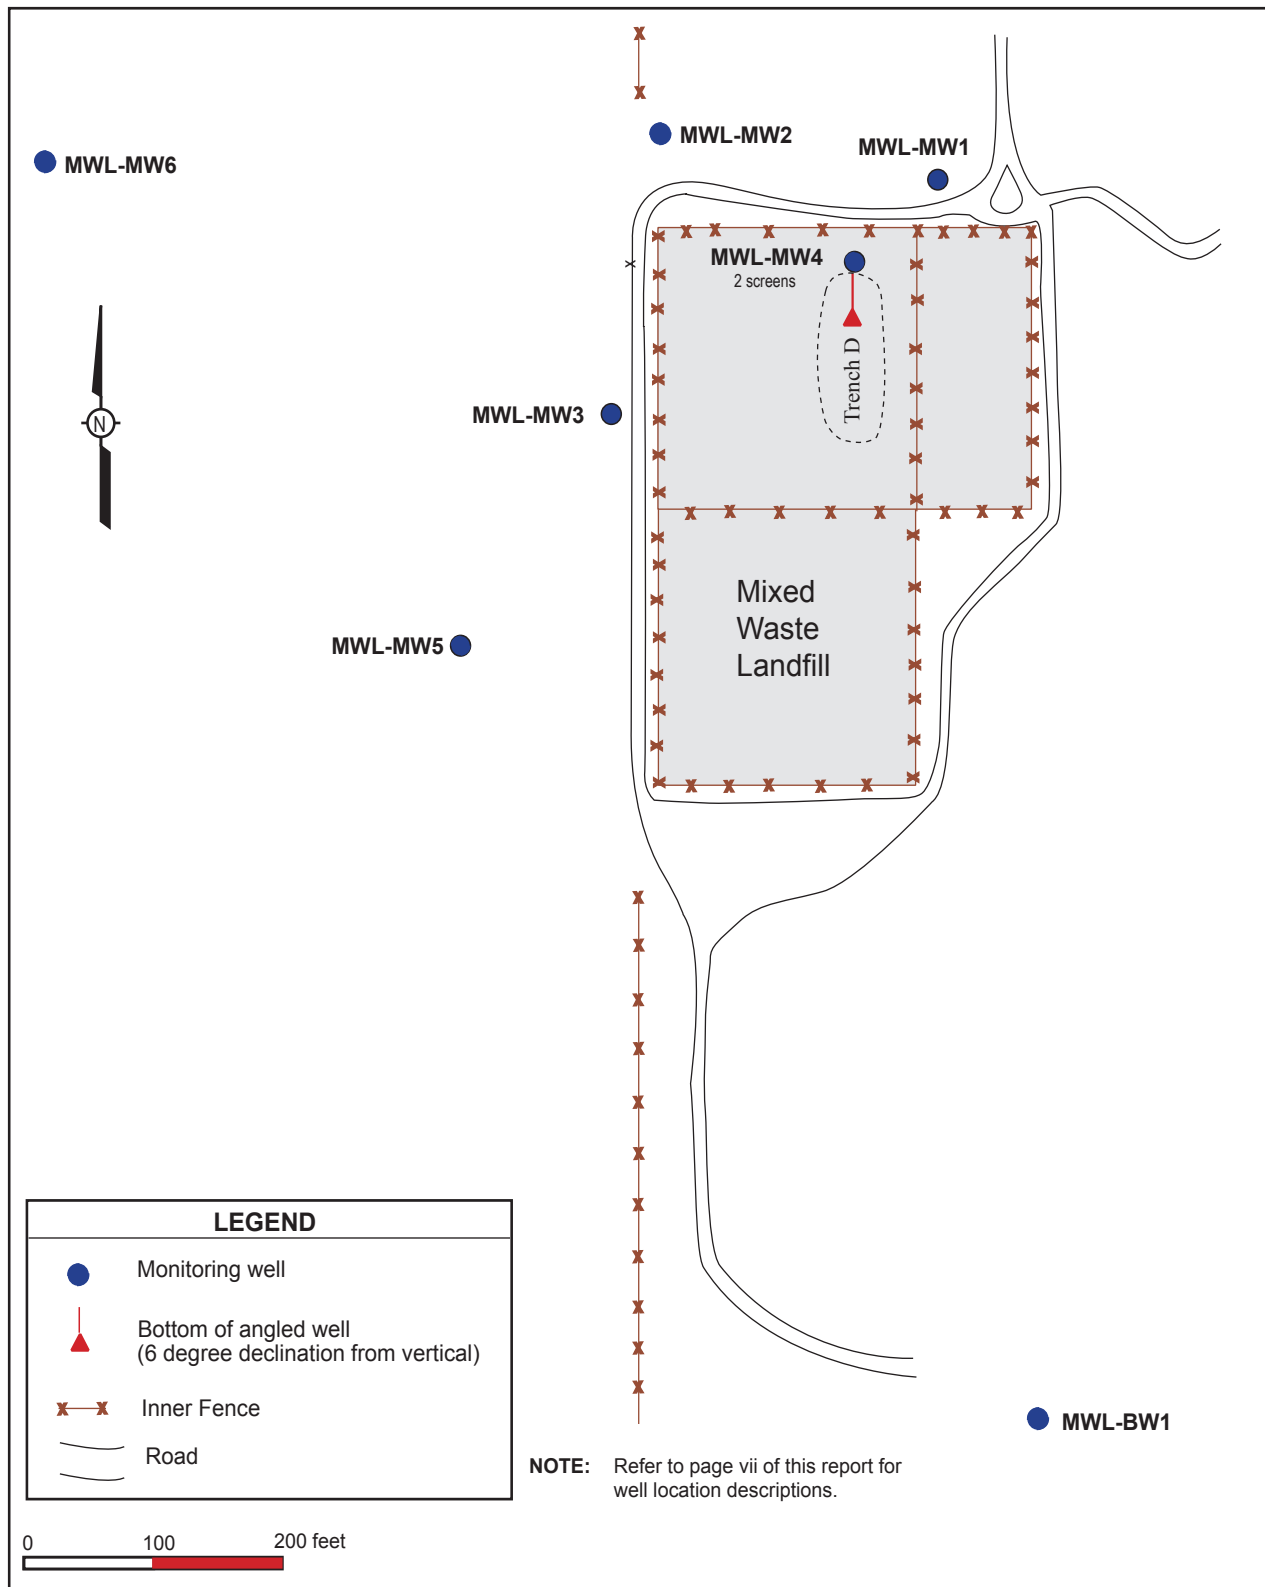 MWL-MW2
MWL-MW1
MWL-MW6
MWL-MW4
2 screens
Trench D
N
MWL-MW3
Mixed
Waste
Landfill
MWL-MW5
LEGEND
Monitoring well
Bottom of angled well
(6 degree declination from vertical)
Inner Fence
Road
MWL-BW1
NOTE: Refer to page vii of this report for
well location descriptions.
0 100 200 feet